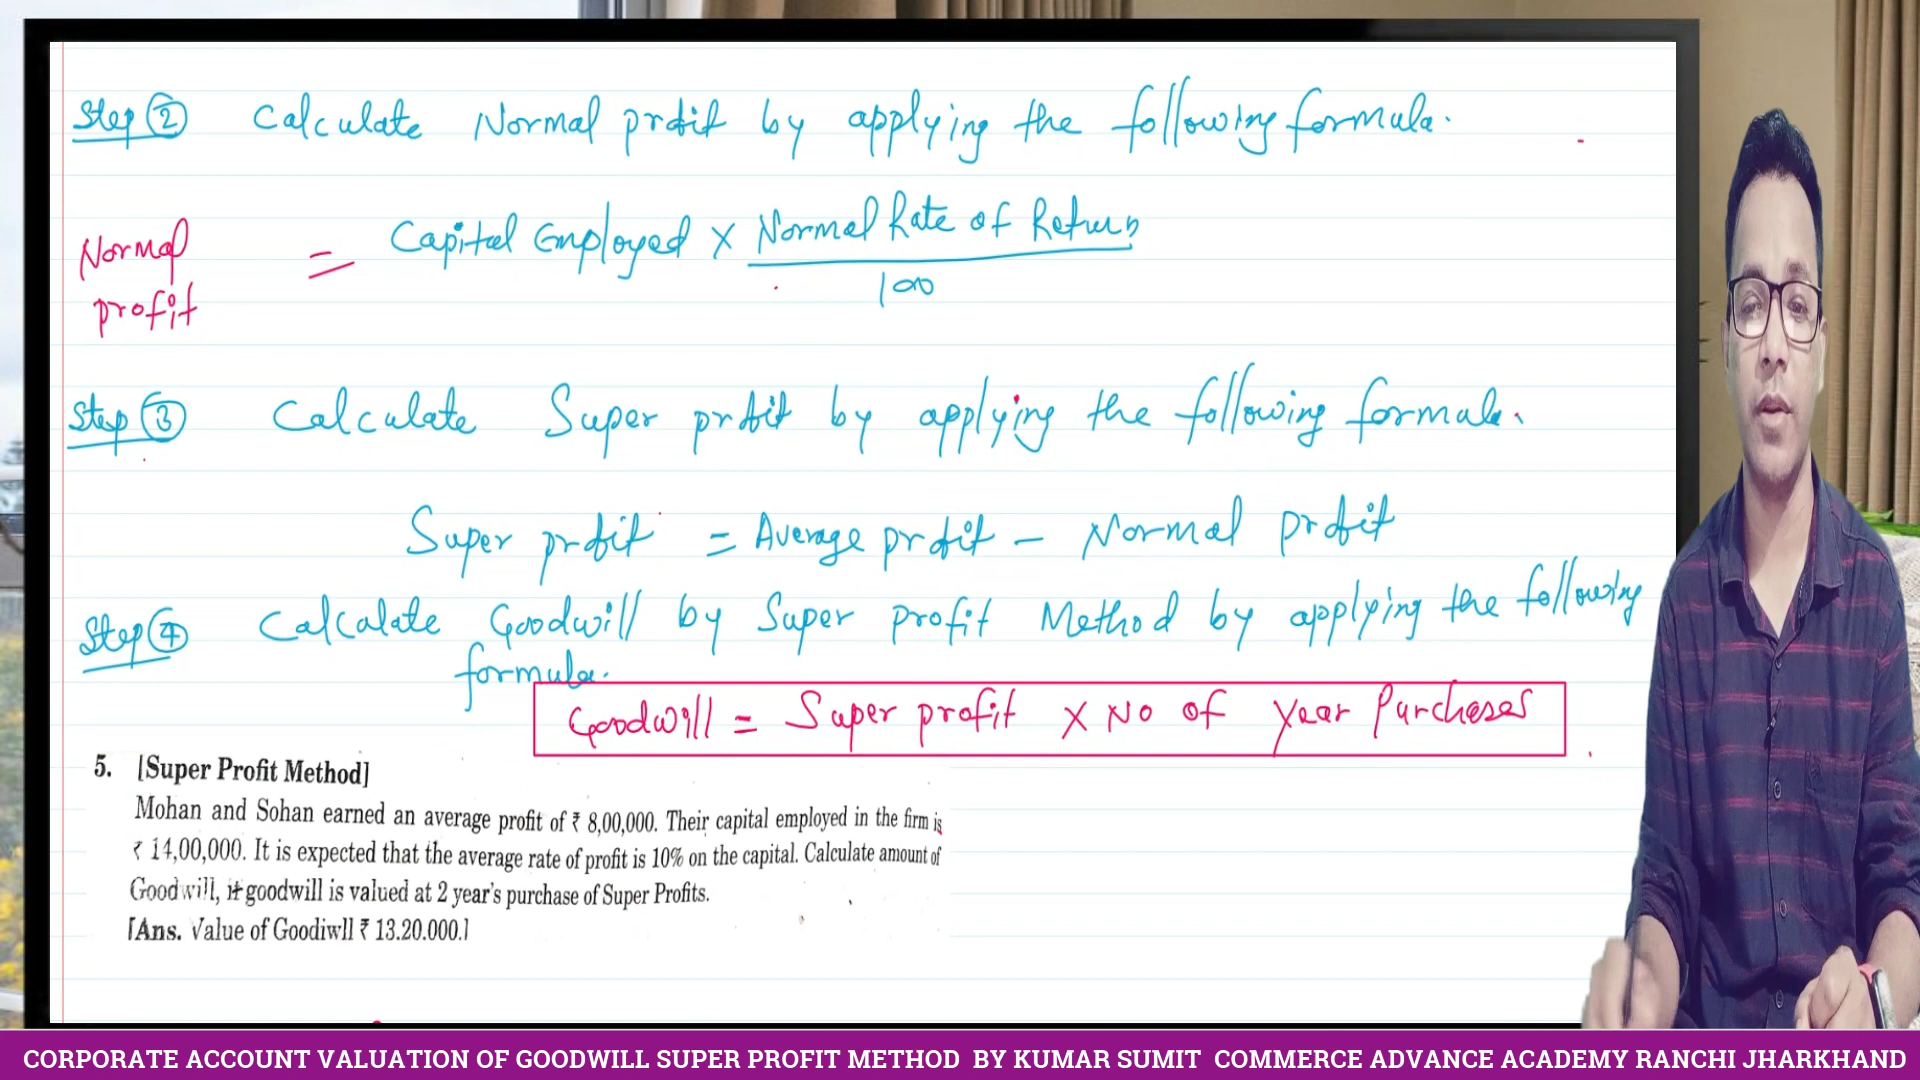 Step ② Calculate Normal profit by applying the following formula.
Normal profit = Capital Employed × Normal Rate of Return
100
Step ③ Calculate Super profit by applying the following formula.
Super profit = Average profit - Normal profit
Step ④ Calculate Goodwill by Super profit Method by applying the following
formula.
Goodwill = Super profit × No of Year Purchases
5. [Super Profit Method]
Mohan and Sohan earned an average profit of ₹ 8,00,000. Their capital employed in the firm is
₹ 14,00,000. It is expected that the average rate of profit is 10% on the capital. Calculate amount of
Goodwill, if goodwill is valued at 2 year's purchase of Super Profits.
[Ans. Value of Goodiwll ₹ 13.20.000.]
CORPORATE ACCOUNT VALUATION OF GOODWILL SUPER PROFIT METHOD BY KUMAR SUMIT COMMERCE ADVANCE ACADEMY RANCHI JHARKHAND